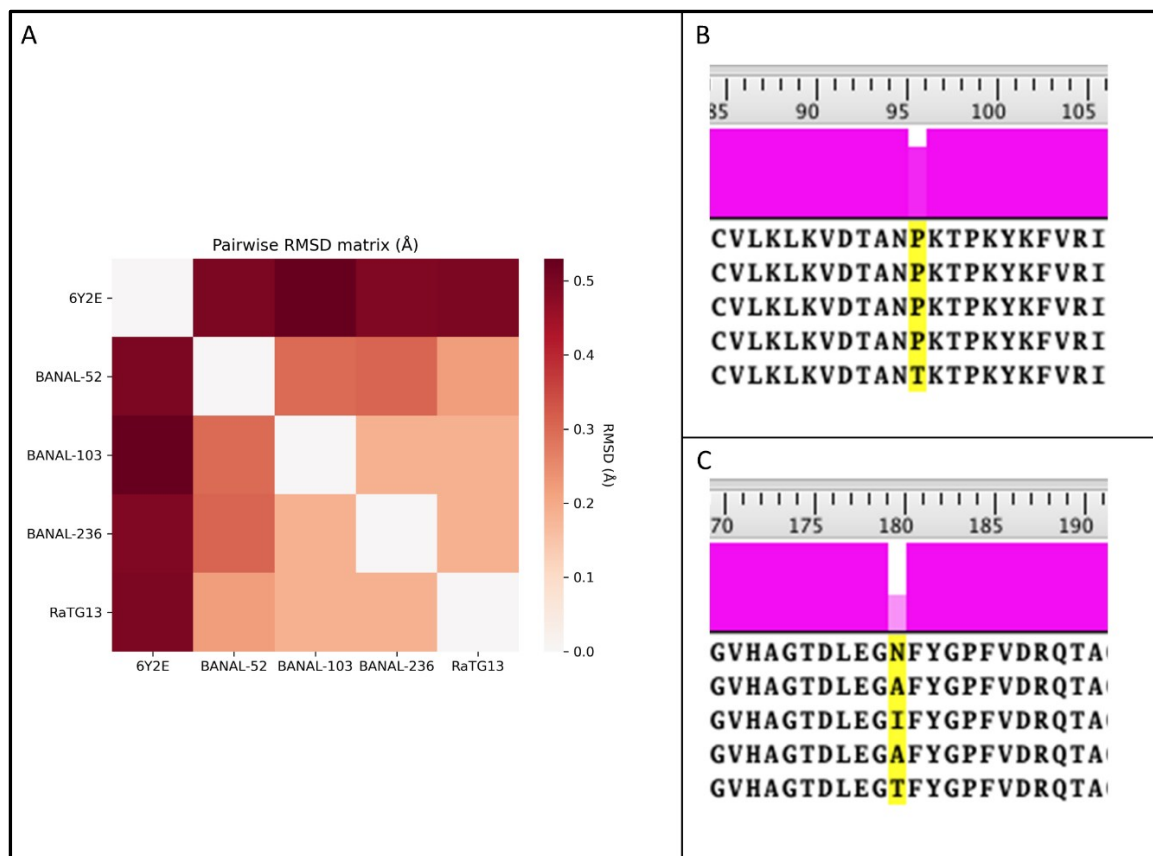 A
Pairwise RMSD matrix (Å)
6Y2E
BANAL-52
BANAL-103
BANAL-236
RaTG13
6Y2E BANAL-52 BANAL-103 BANAL-236 RaTG13
0.5
0.4
0.3
0.2
0.1
0.0
RMSD (Å)
B
85 90 95 100 105
CVLKLKVDTANPKTPKYKFVRI
CVLKLKVDTANPKTPKYKFVRI
CVLKLKVDTANPKTPKYKFVRI
CVLKLKVDTANPKTPKYKFVRI
CVLKLKVDTANTKTPKYKFVRI
C
70 175 180 185 190
GVHAGTDLEGNFYGPFVDRQTA
GVHAGTDLEGAFYGPFVDRQTA
GVHAGTDLEGIFYGPFVDRQTA
GVHAGTDLEGAFYGPFVDRQTA
GVHAGTDLEGTFYGPFVDRQTA